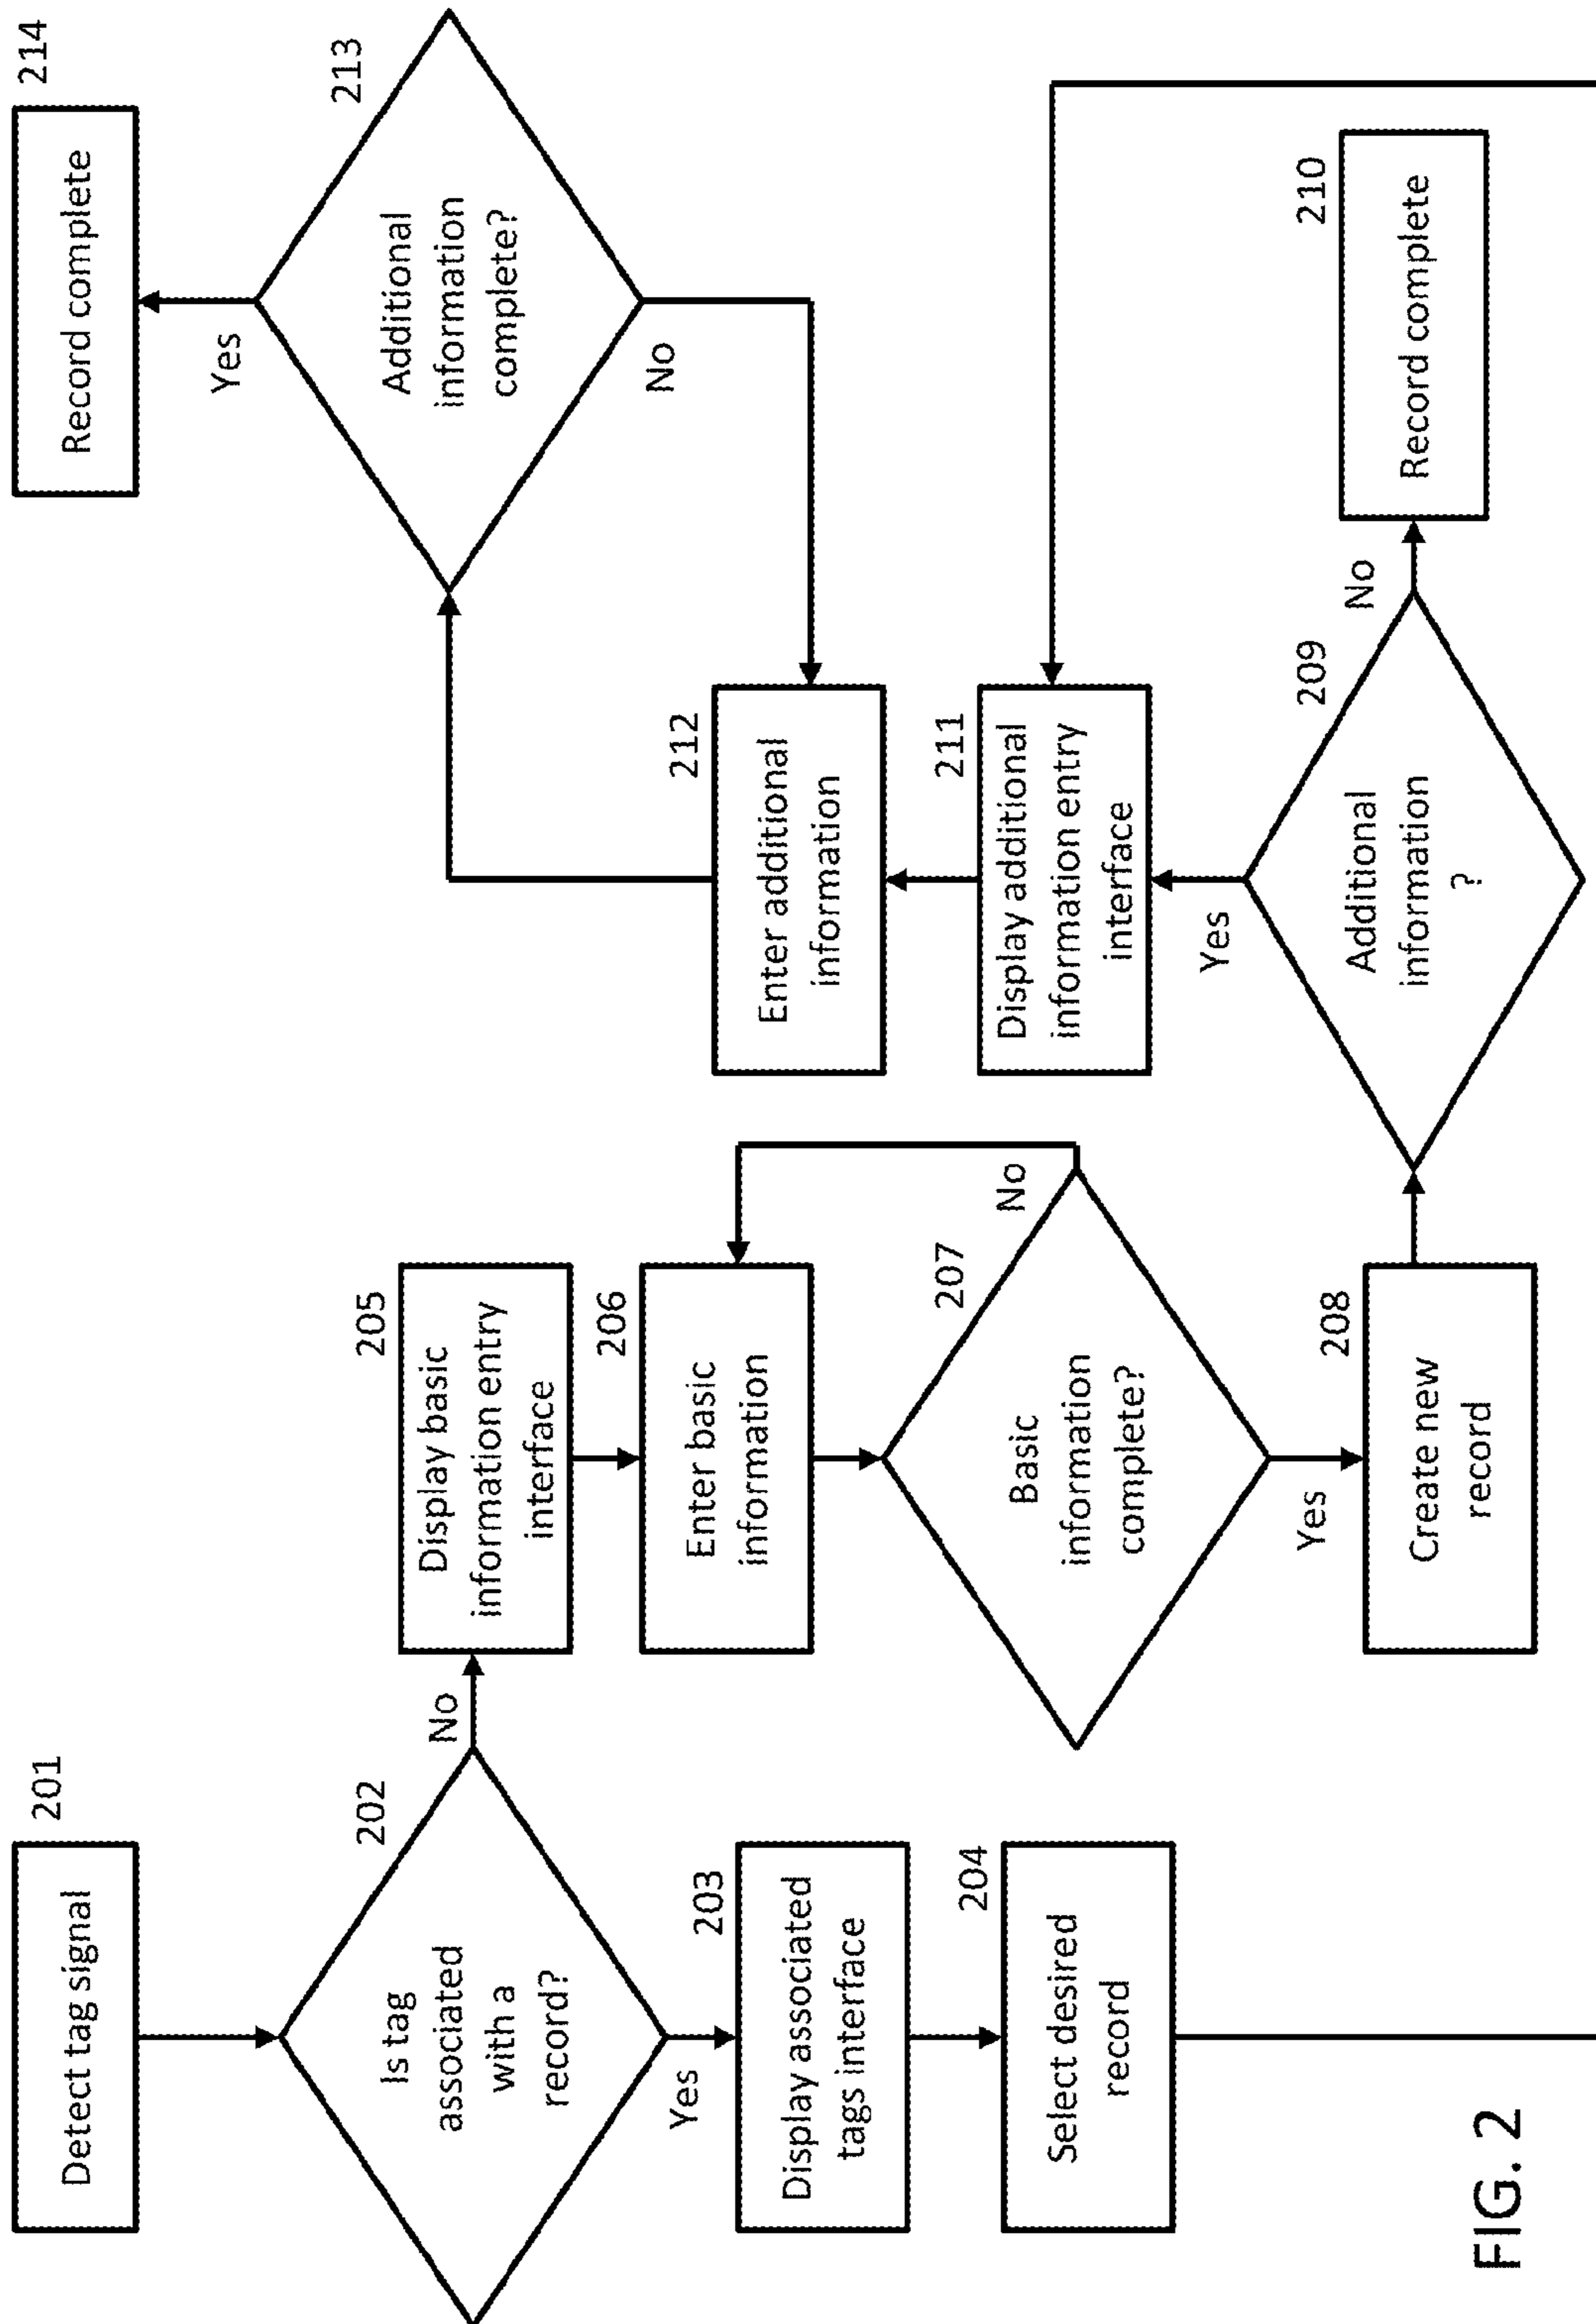 201
Detect tag signal
202
Is tag
associated
with a
record?
No
Yes
203
Display associated
tags interface
204
Select desired
record
205
Display basic
information entry
interface
206
Enter basic
information
207
Basic
information
complete?
No
Yes
208
Create new
record
209
Additional
information
?
No
Yes
210
Record complete
211
Display additional
information entry
interface
212
Enter additional
information
213
Additional
information
complete?
No
Yes
214
Record complete
FIG. 2